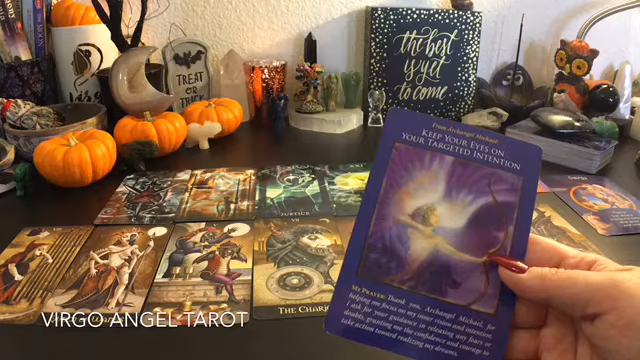 the best
is yet
to come
TREAT
OR
TRICK
From Archangel Michael:
KEEP YOUR EYES ON
YOUR TARGETED INTENTION
MY PRAYER: Thank you, Archangel Michael, for
helping me focus on my true vision and intention.
I ask for your guidance in releasing any fears or
doubts, granting me the confidence and courage to
take action toward realizing my dreams.
JUSTICE
VII
THE CHARIO
VIRGO ANGEL TAROT